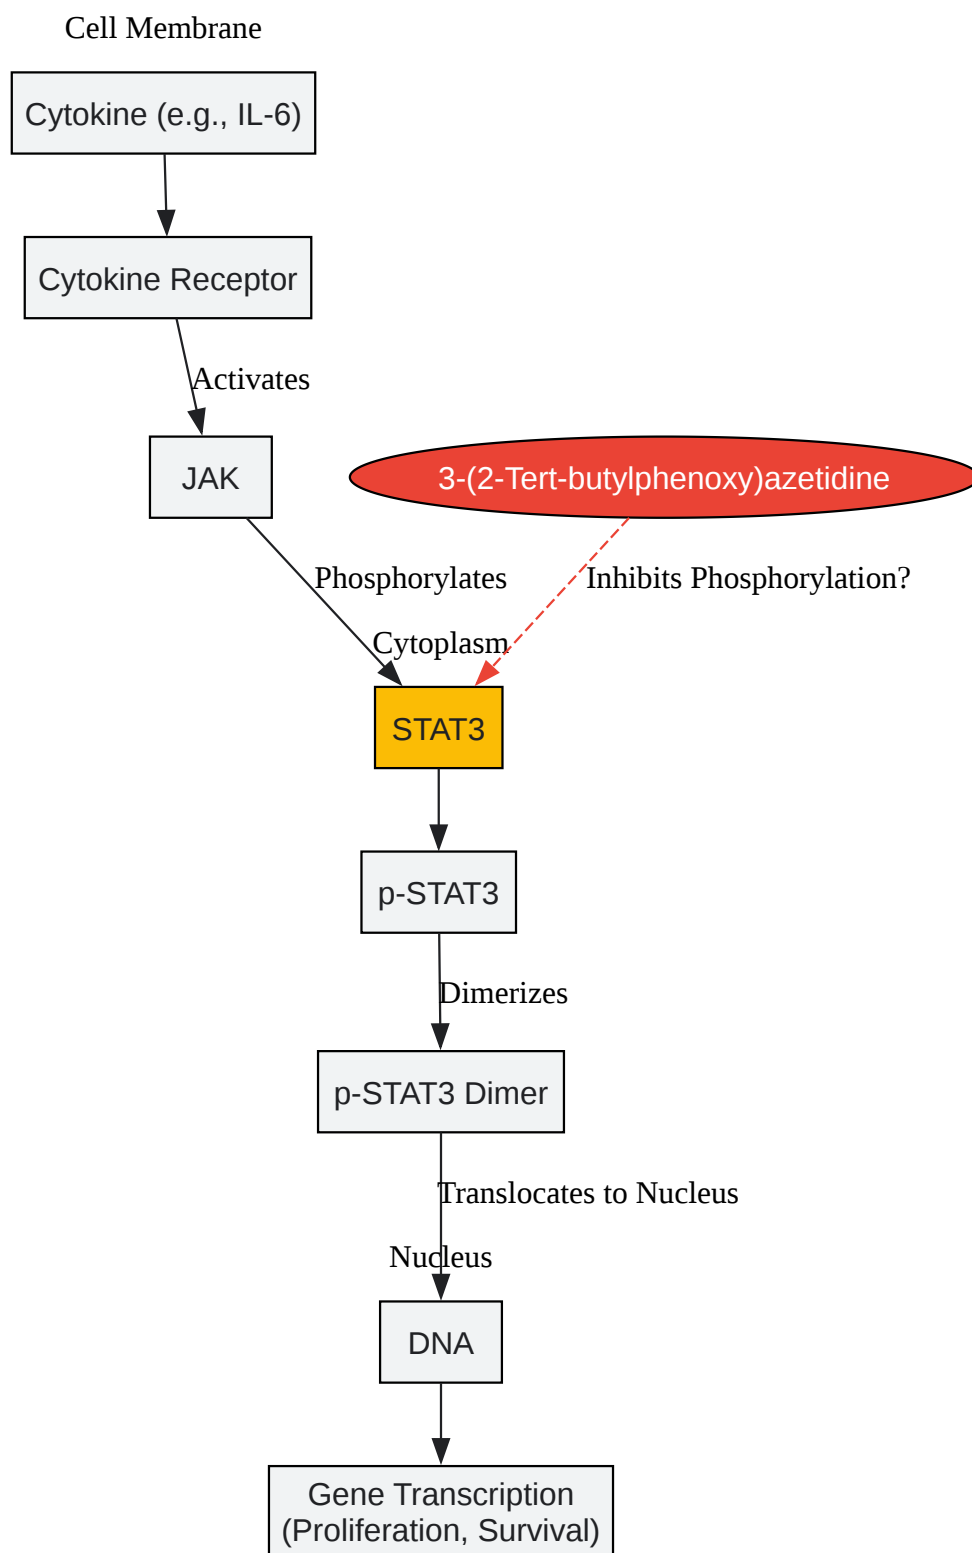 Cell Membrane
Cytokine (e.g., IL-6)
Cytokine Receptor
Activates
JAK
3-(2-Tert-butylphenoxy)azetidine
Phosphorylates
Inhibits Phosphorylation?
Cytoplasm
STAT3
p-STAT3
Dimerizes
p-STAT3 Dimer
Translocates to Nucleus
Nucleus
DNA
Gene Transcription
(Proliferation, Survival)